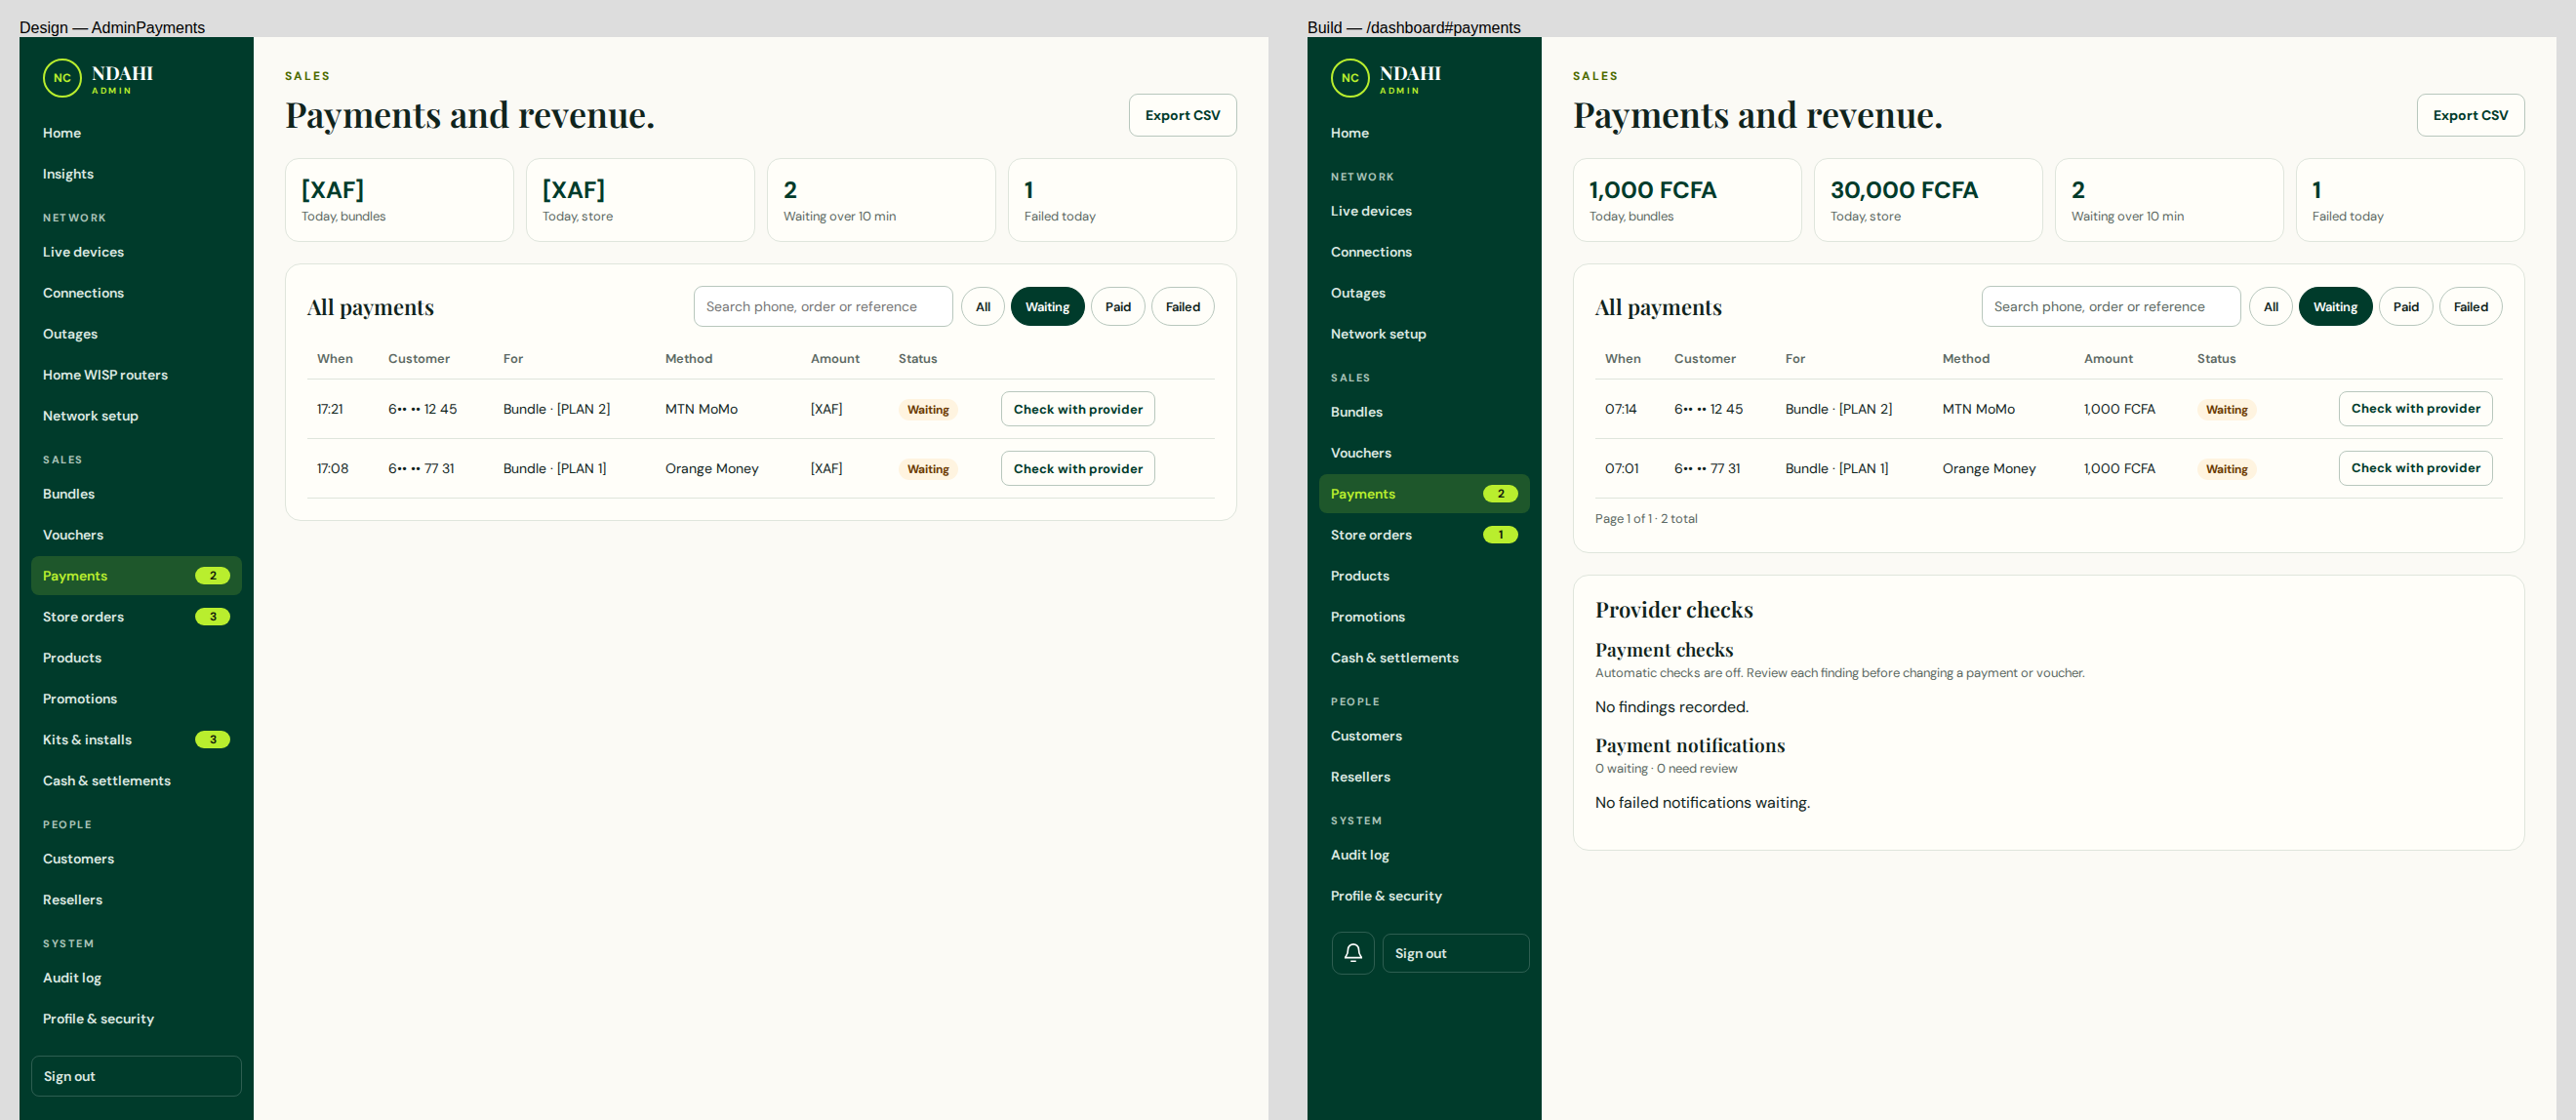 Design — AdminPayments
NC
NDAHI
ADMIN
Home
Insights
NETWORK
Live devices
Connections
Outages
Home WISP routers
Network setup
SALES
Bundles
Vouchers
Payments 2
Store orders 3
Products
Promotions
Kits & installs 3
Cash & settlements
PEOPLE
Customers
Resellers
SYSTEM
Audit log
Profile & security
Sign out
SALES
Payments and revenue.
Export CSV
[XAF]
Today, bundles
[XAF]
Today, store
2
Waiting over 10 min
1
Failed today
All payments
Search phone, order or reference
All Waiting Paid Failed
When Customer For Method Amount Status
17:21 6•• •• 12 45 Bundle · [PLAN 2] MTN MoMo [XAF] Waiting Check with provider
17:08 6•• •• 77 31 Bundle · [PLAN 1] Orange Money [XAF] Waiting Check with provider
Build — /dashboard#payments
NC
NDAHI
ADMIN
Home
NETWORK
Live devices
Connections
Outages
Network setup
SALES
Bundles
Vouchers
Payments 2
Store orders 1
Products
Promotions
Cash & settlements
PEOPLE
Customers
Resellers
SYSTEM
Audit log
Profile & security
Sign out
SALES
Payments and revenue.
Export CSV
1,000 FCFA
Today, bundles
30,000 FCFA
Today, store
2
Waiting over 10 min
1
Failed today
All payments
Search phone, order or reference
All Waiting Paid Failed
When Customer For Method Amount Status
07:14 6•• •• 12 45 Bundle · [PLAN 2] MTN MoMo 1,000 FCFA Waiting Check with provider
07:01 6•• •• 77 31 Bundle · [PLAN 1] Orange Money 1,000 FCFA Waiting Check with provider
Page 1 of 1 · 2 total
Provider checks
Payment checks
Automatic checks are off. Review each finding before changing a payment or voucher.
No findings recorded.
Payment notifications
0 waiting · 0 need review
No failed notifications waiting.